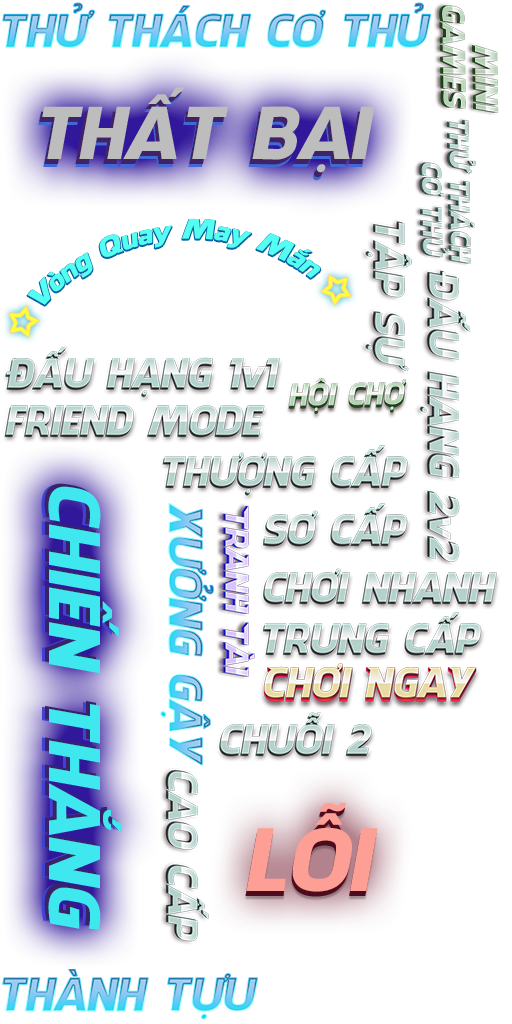 THỬ THÁCH CƠ THỦ
MINI
GAMES
THẤT BẠI
THỬ THÁCH
CƠ THỦ
Vòng Quay May Mắn
TẬP SỰ
ĐẤU HẠNG 2v2
ĐẤU HẠNG 1v1
HỘI CHỢ
FRIEND MODE
THƯỢNG CẤP
CHIẾN THẮNG
XƯỞNG GẬY
TRANH TÀI
SƠ CẤP
CHƠI NHANH
TRUNG CẤP
CHƠI NGAY
CHUỖI 2
CAO CẤP
LỖI
THÀNH TỰU